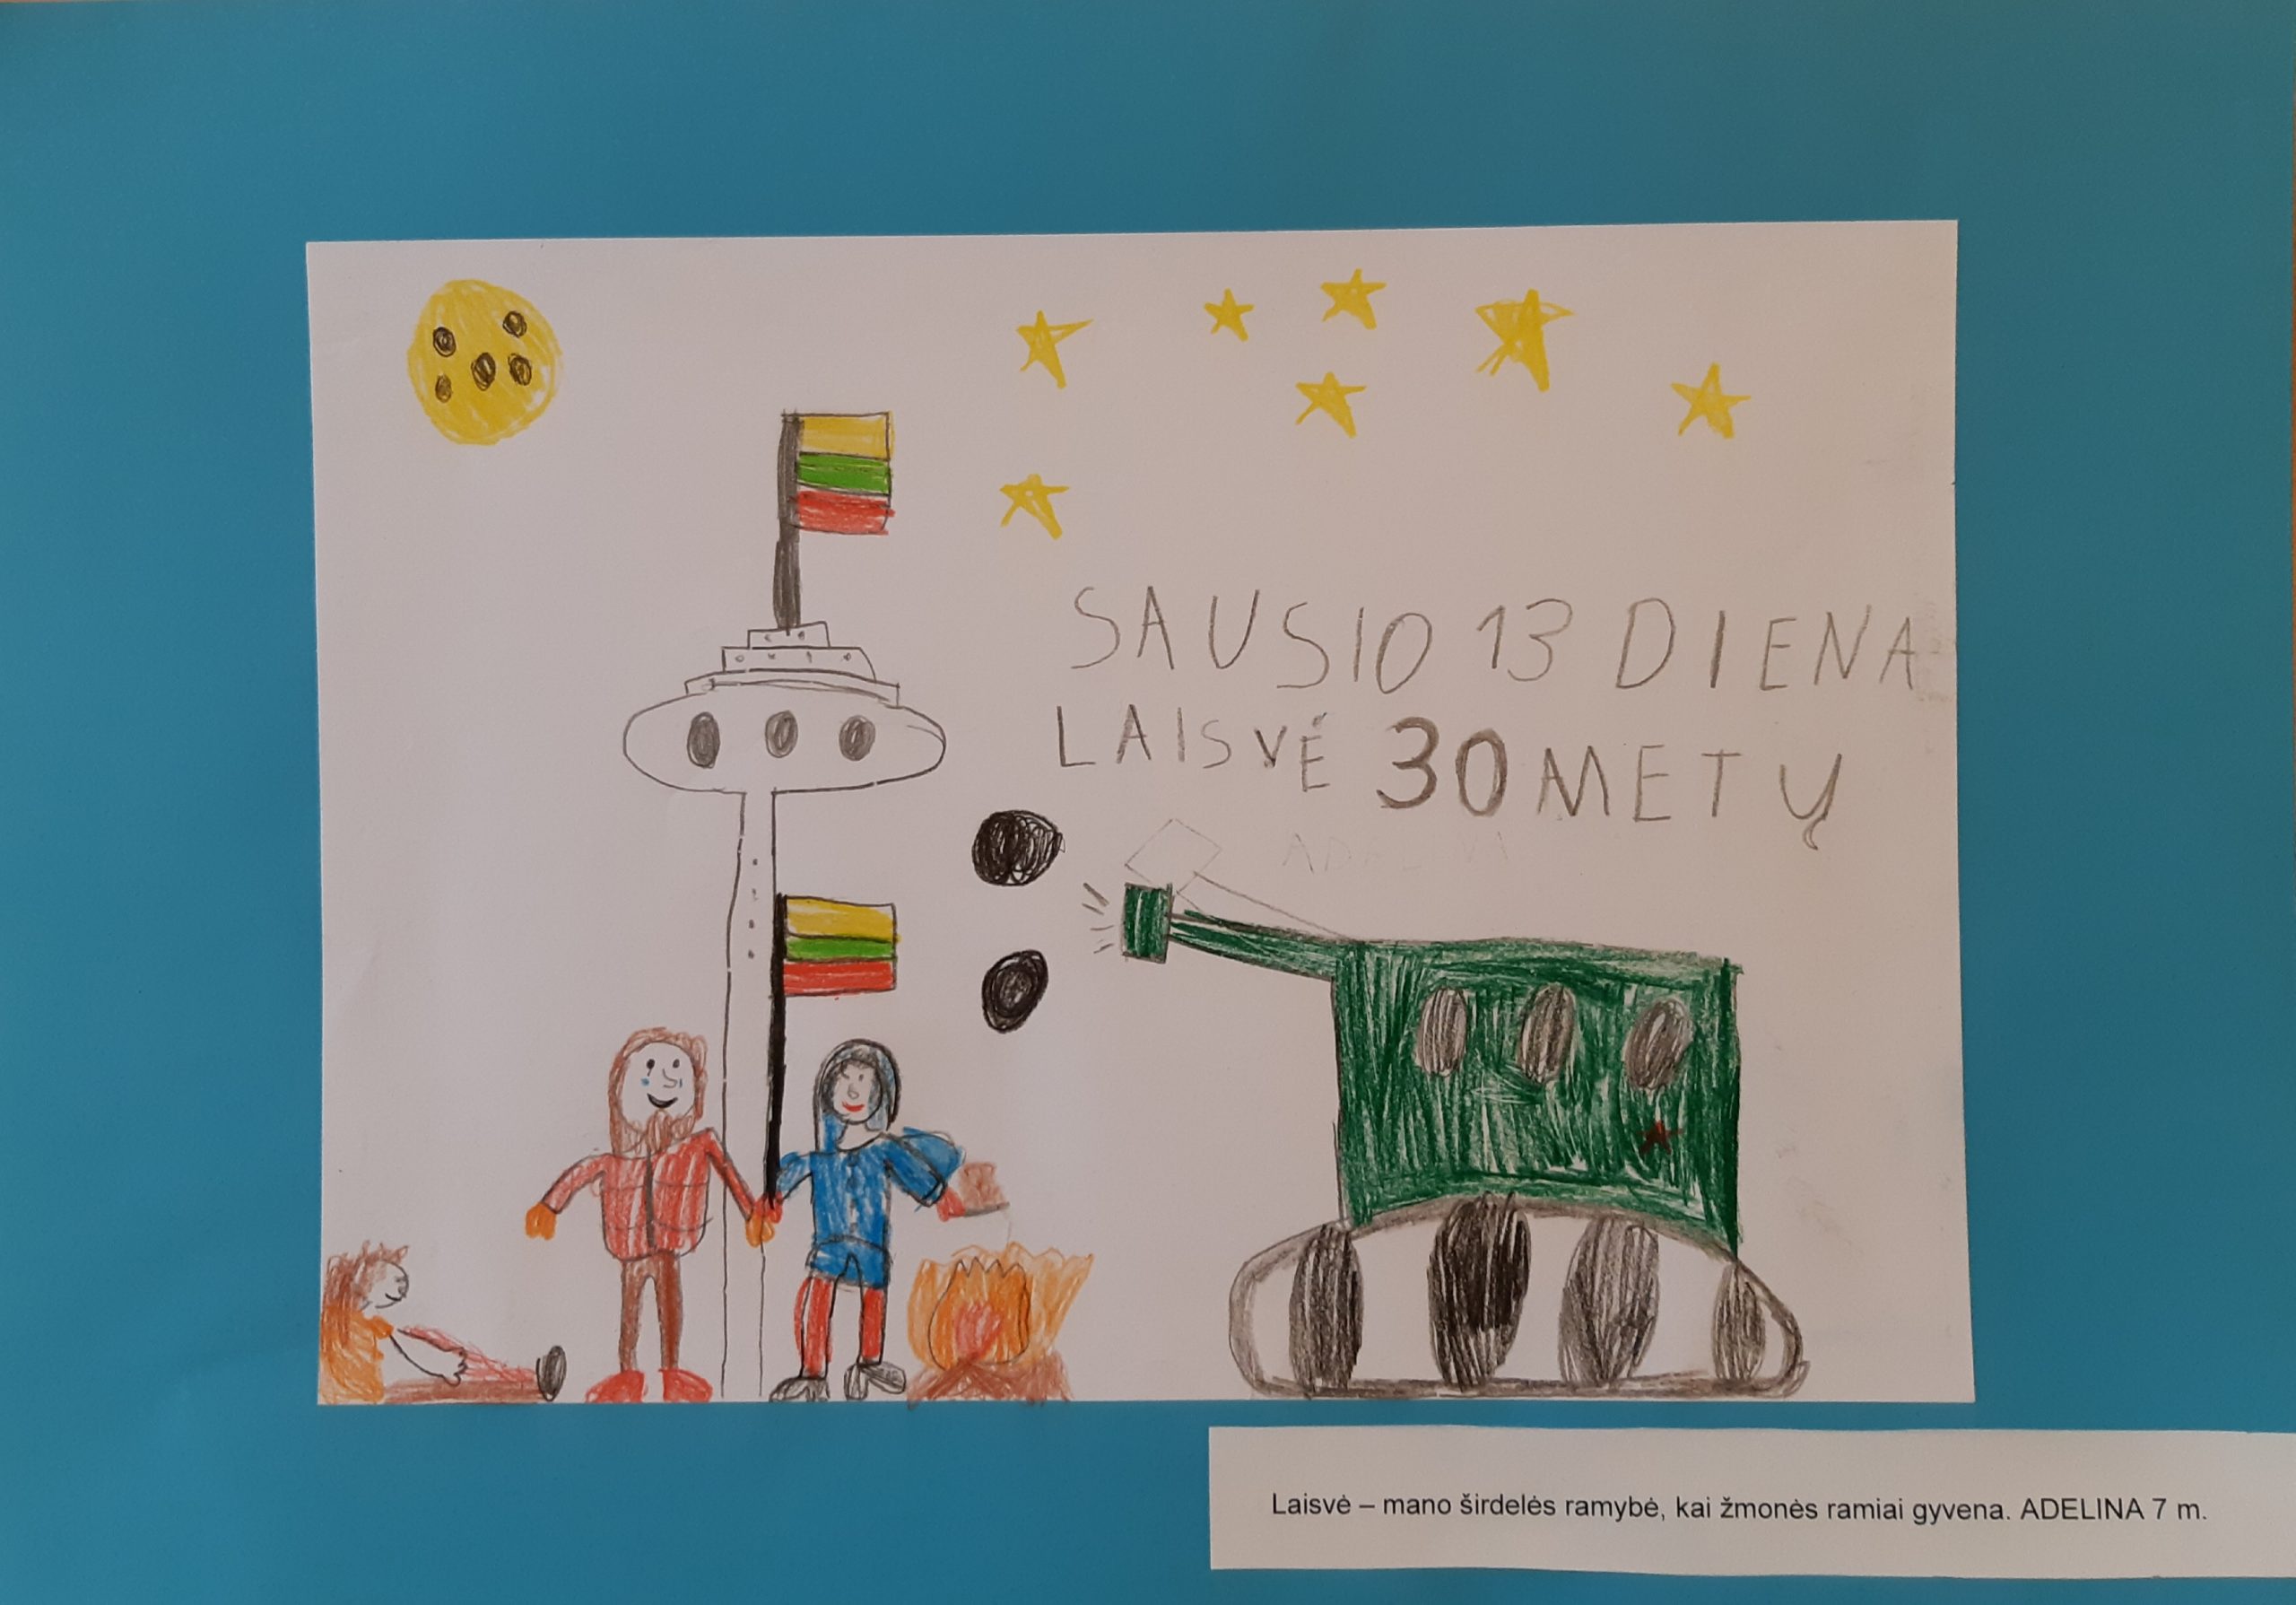 SAUSIO 13 DIENA
LAISVĖ 30 METŲ
Laisvė – mano širdelės ramybė, kai žmonės ramiai gyvena. ADELINA 7 m.